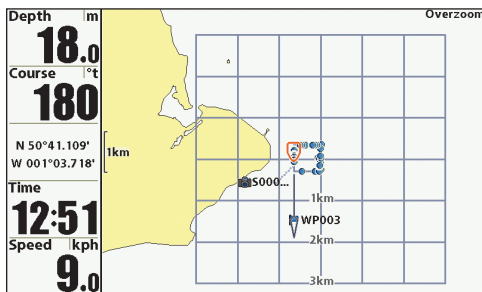 Depth m
18.0
Course °t
180
N 50°41.109'
W 001°03.718'
Time
12:51
Speed kph
9.0
Overzoom
1km
S000...
1km
WP003
2km
3km